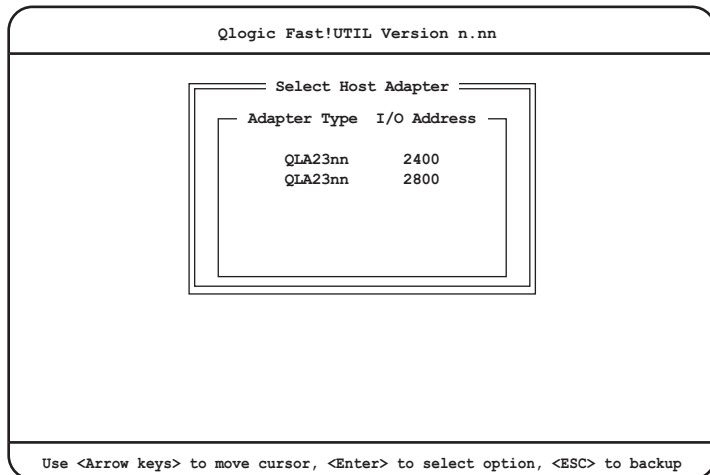 Qlogic Fast!UTIL Version n.nn
Select Host Adapter
Adapter Type I/O Address
QLA23nn 2400
QLA23nn 2800
Use <Arrow keys> to move cursor, <Enter> to select option, <ESC> to backup